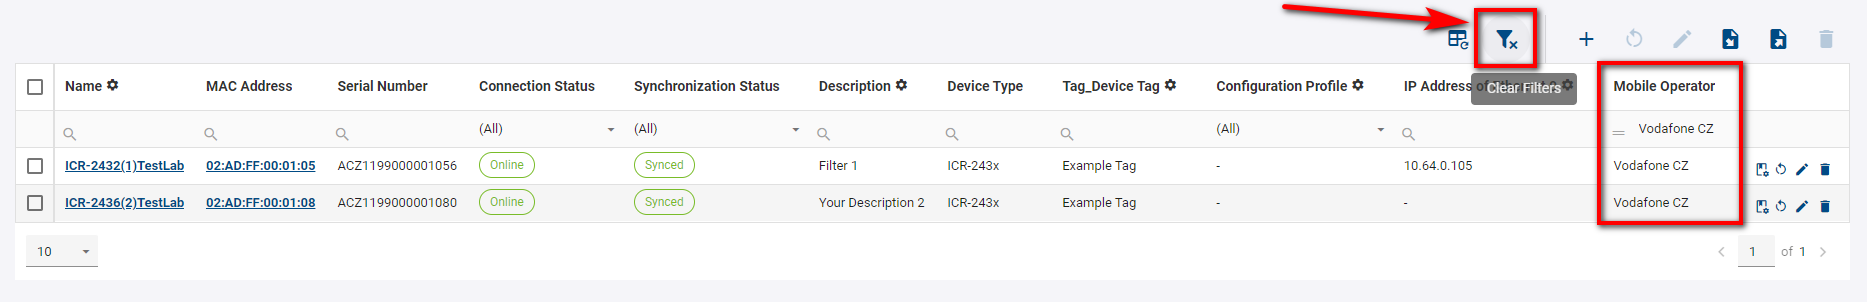 Clear Filters
Name MAC Address Serial Number Connection Status Synchronization Status Description Device Type Tag_Device Tag Configuration Profile IP Address of Mobile Operator
(All) (All) (All) Vodafone CZ
ICR-2432(1)TestLab 02:AD:FF:00:01:05 ACZ1199000001056 Online Synced Filter 1 ICR-243x Example Tag - 10.64.0.105 Vodafone CZ
ICR-2436(2)TestLab 02:AD:FF:00:01:08 ACZ1199000001080 Online Synced Your Description 2 ICR-243x Example Tag - - Vodafone CZ
10 1 of 1